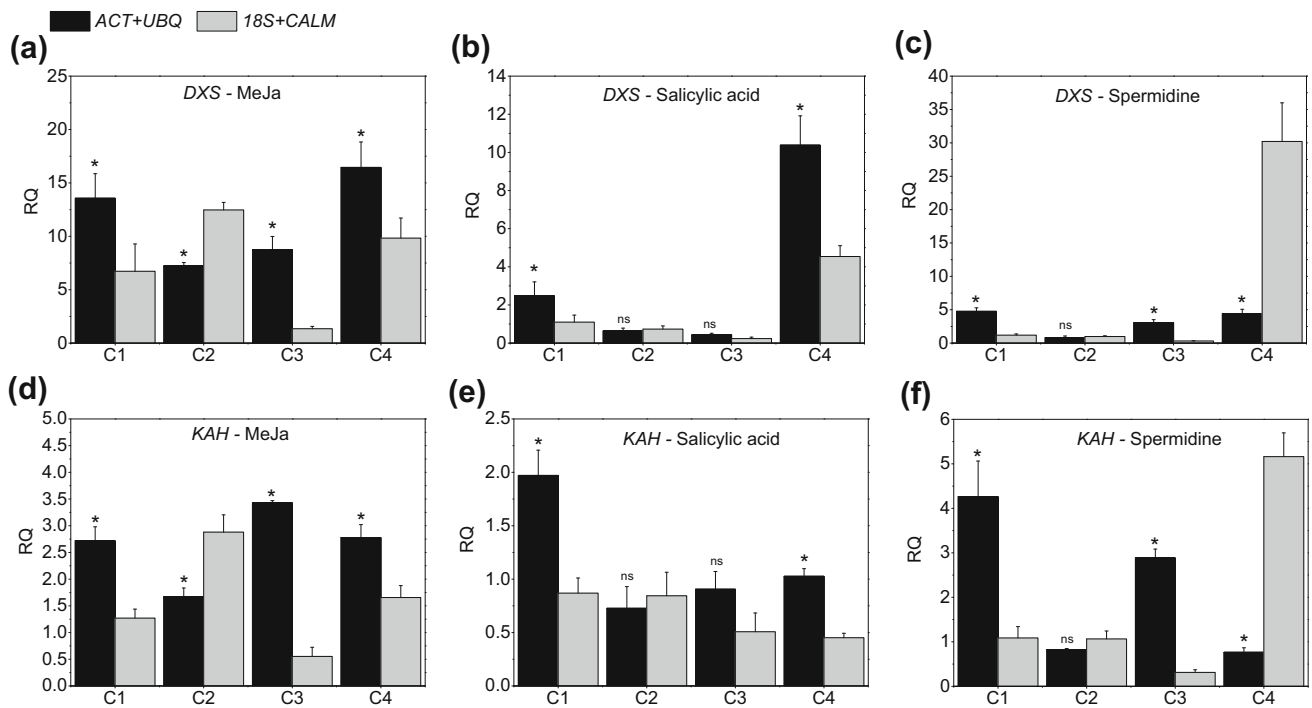 ACT+UBQ 18S+CALM
(a)
DXS - MeJa
RQ
25
20
15
10
5
0
* * * *
C1 C2 C3 C4
(b)
DXS - Salicylic acid
RQ
14
12
10
8
6
4
2
0
* ns ns *
C1 C2 C3 C4
(c)
DXS - Spermidine
RQ
40
35
30
25
20
15
10
5
0
* ns * *
C1 C2 C3 C4
(d)
KAH - MeJa
RQ
5.0
4.5
4.0
3.5
3.0
2.5
2.0
1.5
1.0
0.5
0.0
* * * *
C1 C2 C3 C4
(e)
KAH - Salicylic acid
RQ
2.5
2.0
1.5
1.0
0.5
0.0
* ns ns *
C1 C2 C3 C4
(f)
KAH - Spermidine
RQ
6
5
4
3
2
1
0
* ns * *
C1 C2 C3 C4